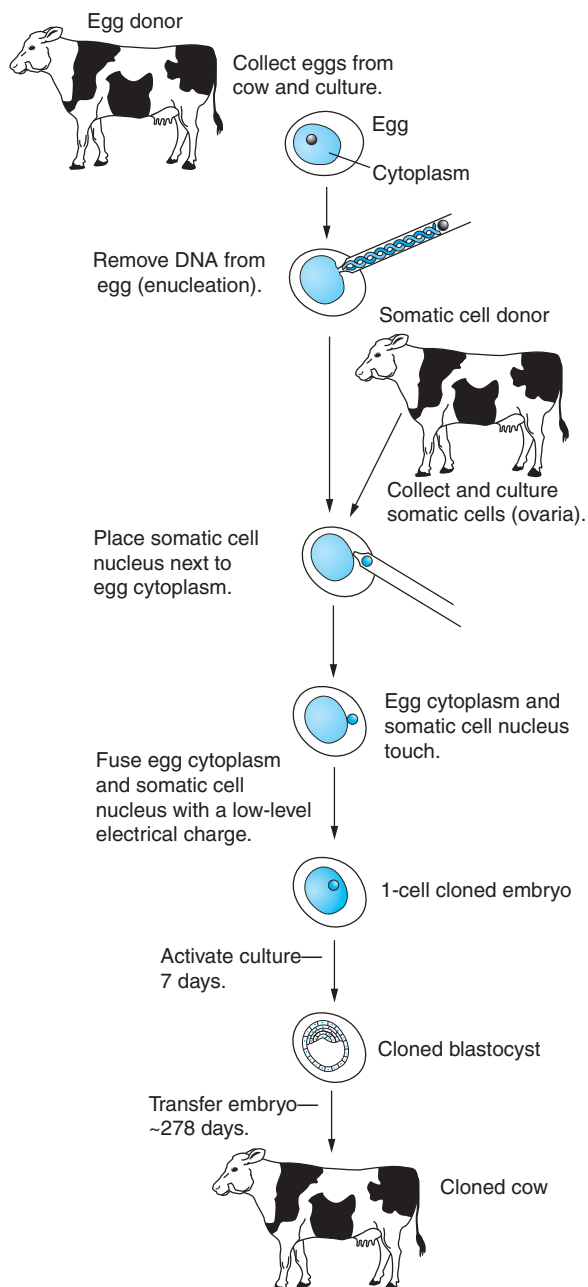 Egg donor
Collect eggs from
cow and culture.
Egg
Cytoplasm
Remove DNA from
egg (enucleation).
Somatic cell donor
Collect and culture
somatic cells (ovaria).
Place somatic cell
nucleus next to
egg cytoplasm.
Egg cytoplasm and
somatic cell nucleus
touch.
Fuse egg cytoplasm
and somatic cell
nucleus with a low-level
electrical charge.
1-cell cloned embryo
Activate culture—
7 days.
Cloned blastocyst
Transfer embryo—
~278 days.
Cloned cow